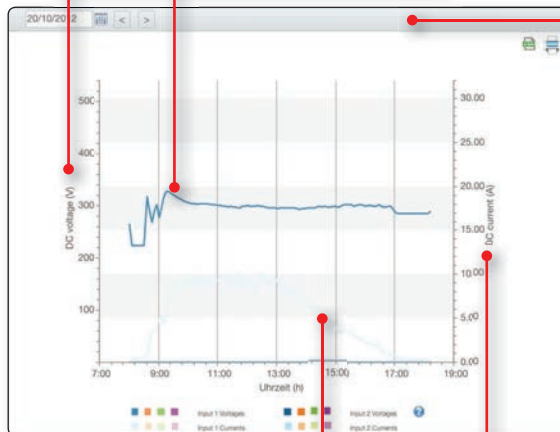 20/10/2012 < >
500
400
300
200
100
DC voltage (V)
30.00
25.00
20.00
15.00
10.00
5.00
0.00
DC current (A)
7:00 9:00 11:00 13:00 15:00 17:00 19:00
Uhrzeit (h)
Input 1 Voltages Input 2 Voltages ?
Input 1 Currents Input 2 Currents